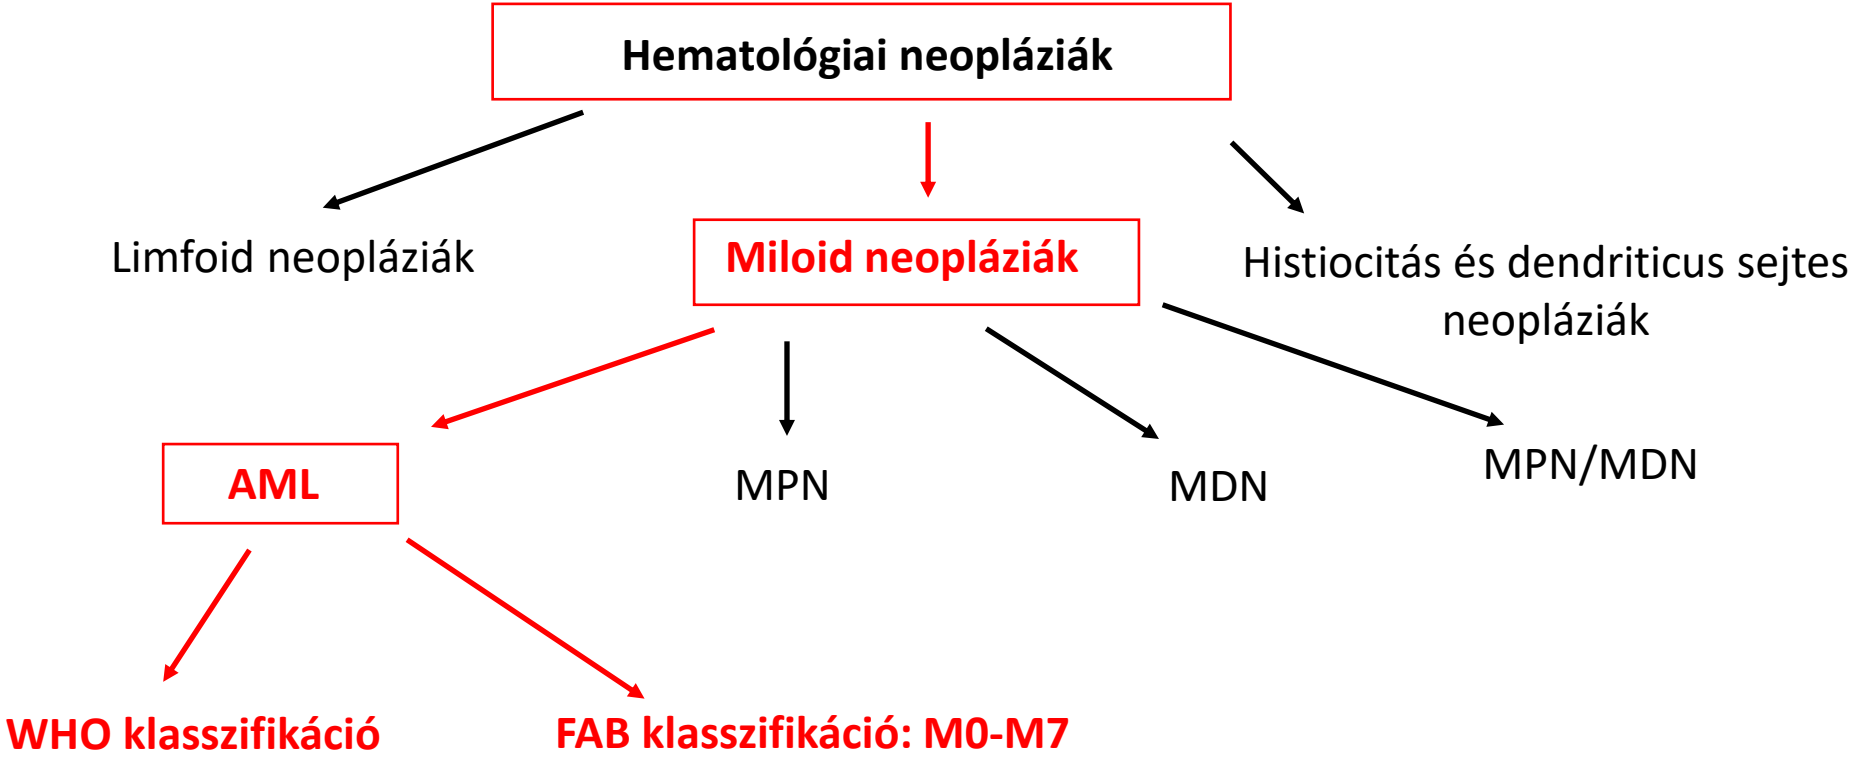 Hematológiai neopláziák
Limfoid neopláziák
Miloid neopláziák
Histiocitás és dendriticus sejtes
neopláziák
AML
MPN
MDN
MPN/MDN
WHO klasszifikáció
FAB klasszifikáció: M0-M7